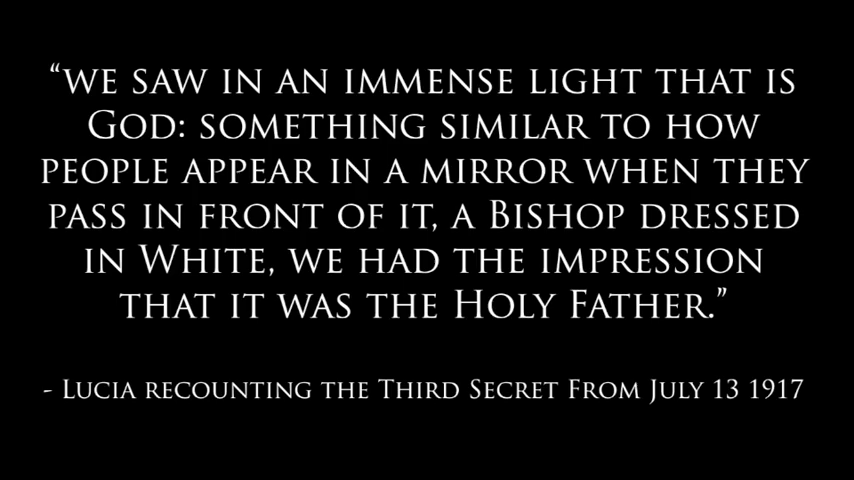 “we saw in an immense light that is
God: something similar to how
people appear in a mirror when they
pass in front of it, a Bishop dressed
in White, we had the impression
that it was the Holy Father.”
- Lucia recounting the Third Secret From July 13 1917